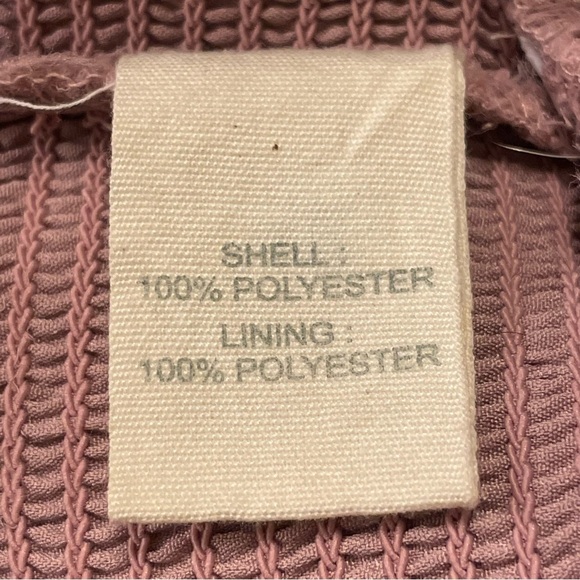 SHELL :
100% POLYESTER
LINING :
100% POLYESTER